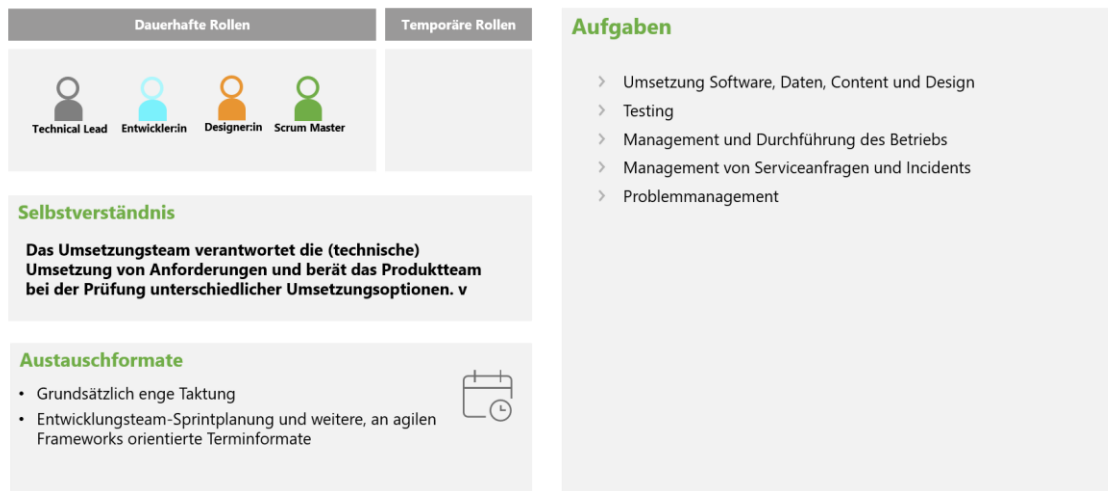 Dauerhafte Rollen
Temporäre Rollen
Technical Lead
Entwickler:in
Designer:in
Scrum Master
Selbstverständnis
Das Umsetzungsteam verantwortet die (technische)
Umsetzung von Anforderungen und berät das Produktteam
bei der Prüfung unterschiedlicher Umsetzungsoptionen. v
Austauschformate
• Grundsätzlich enge Taktung
• Entwicklungsteam-Sprintplanung und weitere, an agilen
Frameworks orientierte Terminformate
Aufgaben
> Umsetzung Software, Daten, Content und Design
> Testing
> Management und Durchführung des Betriebs
> Management von Serviceanfragen und Incidents
> Problemmanagement